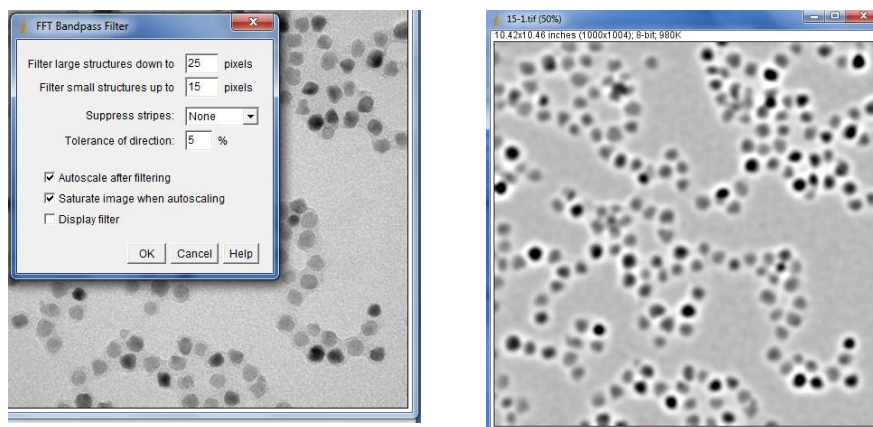 FFT Bandpass Filter
Filter large structures down to 25 pixels
Filter small structures up to 15 pixels
Suppress stripes: None
Tolerance of direction: 5 %
Autoscale after filtering
Saturate image when autoscaling
Display filter
OK Cancel Help
15-1.tif (50%)
10.42x10.46 inches (1000x1004); 8-bit; 980K